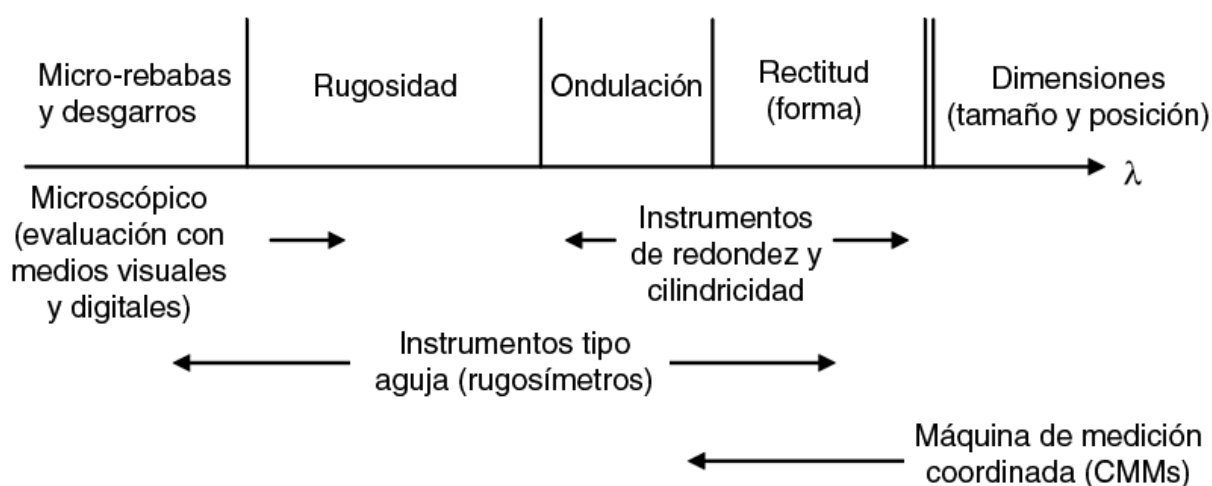 Micro-rebabas
y desgarros
Rugosidad
Ondulación
Rectitud
(forma)
Dimensiones
(tamaño y posición)
λ
Microscópico
(evaluación con
medios visuales
y digitales)
Instrumentos
de redondez y
cilindricidad
Instrumentos tipo
aguja (rugosímetros)
Máquina de medición
coordinada (CMMs)